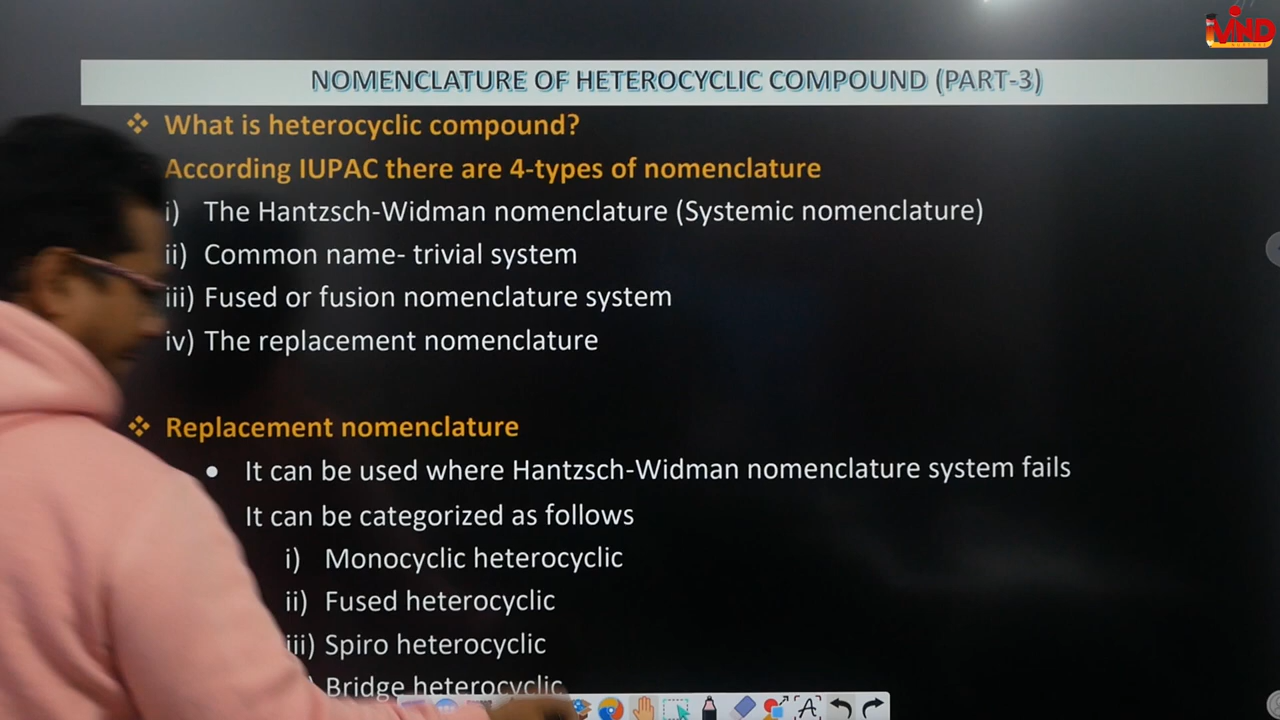 iMIND
NOMENCLATURE OF HETEROCYCLIC COMPOUND (PART-3)
❖ What is heterocyclic compound?
According IUPAC there are 4-types of nomenclature
i) The Hantzsch-Widman nomenclature (Systemic nomenclature)
ii) Common name- trivial system
iii) Fused or fusion nomenclature system
iv) The replacement nomenclature
❖ Replacement nomenclature
• It can be used where Hantzsch-Widman nomenclature system fails
It can be categorized as follows
i) Monocyclic heterocyclic
ii) Fused heterocyclic
iii) Spiro heterocyclic
) Bridge heterocyclic